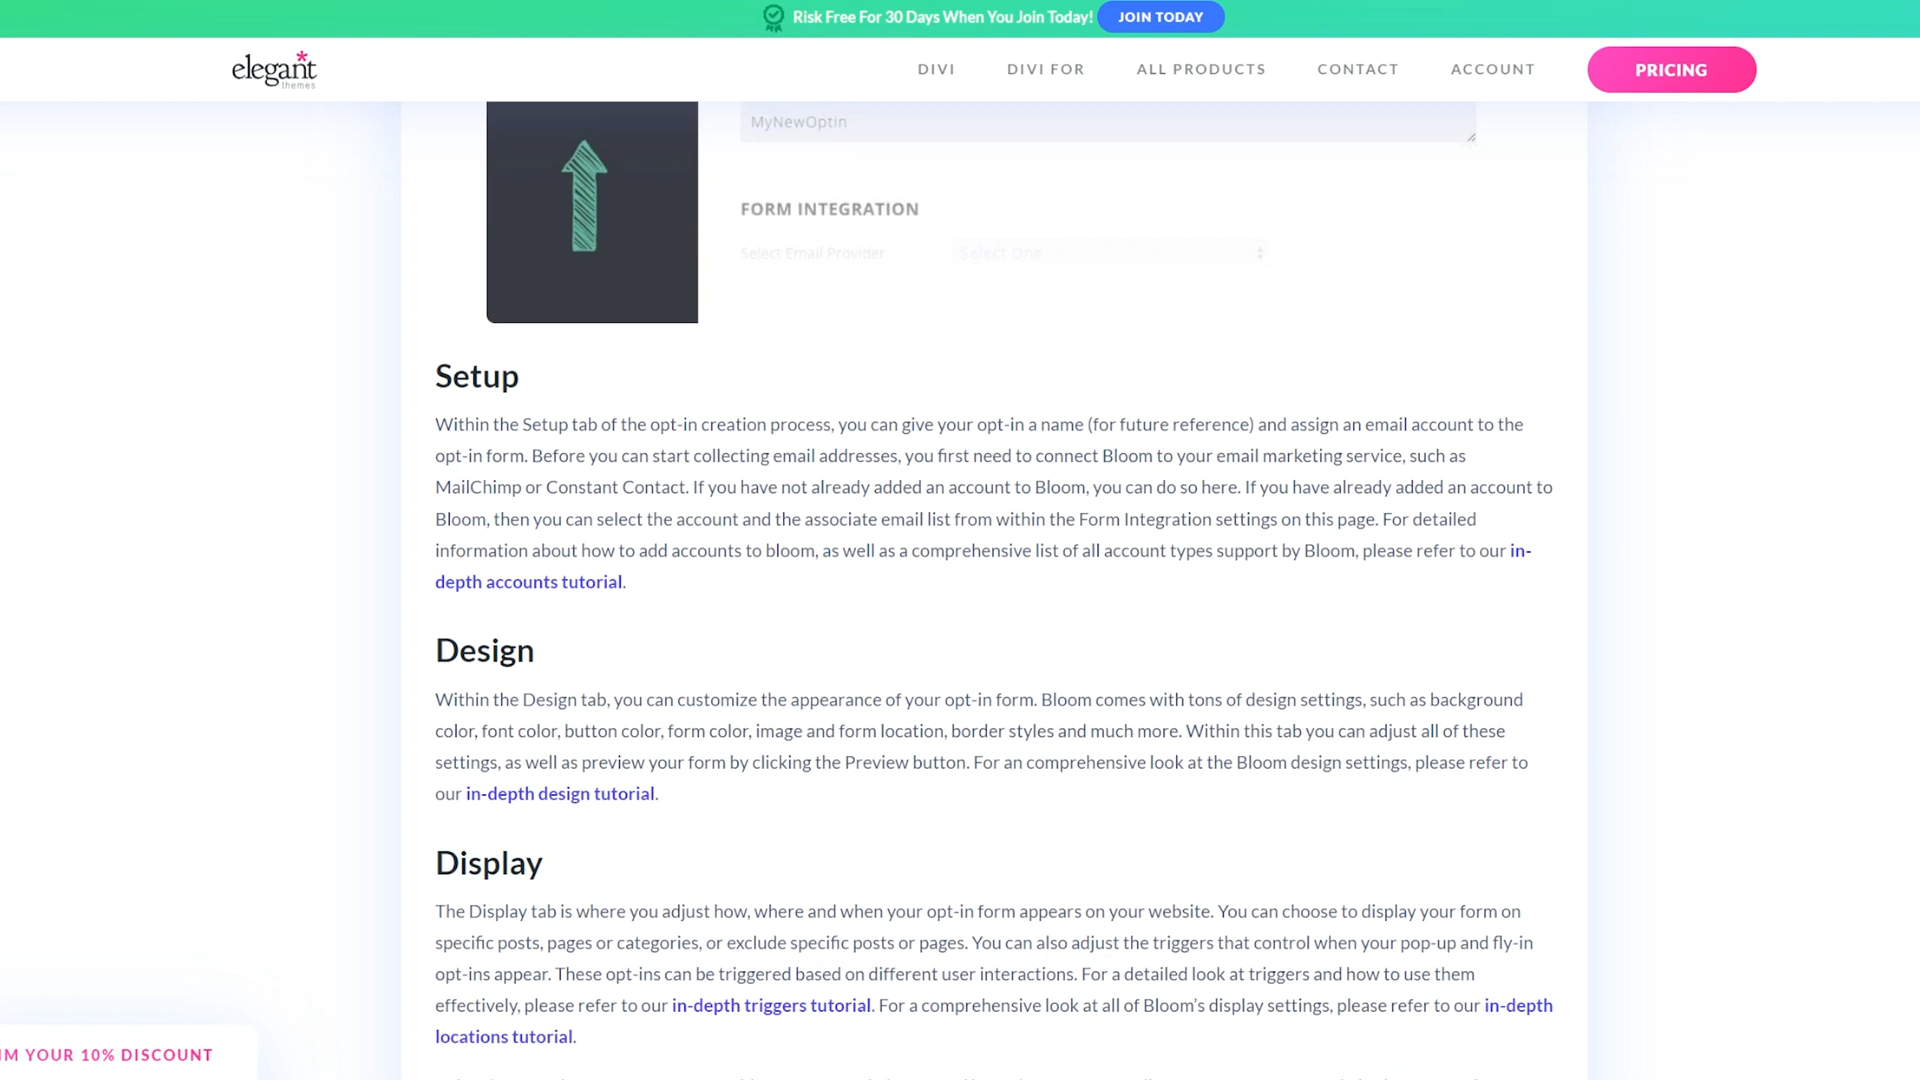 Risk Free For 30 Days When You Join Today! JOIN TODAY
elegant themes DIVI DIVI FOR ALL PRODUCTS CONTACT ACCOUNT PRICING
MyNewOptin
FORM INTEGRATION
Select Email Provider Select One
Setup
Within the Setup tab of the opt-in creation process, you can give your opt-in a name (for future reference) and assign an email account to the
opt-in form. Before you can start collecting email addresses, you first need to connect Bloom to your email marketing service, such as
MailChimp or Constant Contact. If you have not already added an account to Bloom, you can do so here. If you have already added an account to
Bloom, then you can select the account and the associate email list from within the Form Integration settings on this page. For detailed
information about how to add accounts to bloom, as well as a comprehensive list of all account types support by Bloom, please refer to our in-
depth accounts tutorial.
Design
Within the Design tab, you can customize the appearance of your opt-in form. Bloom comes with tons of design settings, such as background
color, font color, button color, form color, image and form location, border styles and much more. Within this tab you can adjust all of these
settings, as well as preview your form by clicking the Preview button. For an comprehensive look at the Bloom design settings, please refer to
our in-depth design tutorial.
Display
The Display tab is where you adjust how, where and when your opt-in form appears on your website. You can choose to display your form on
specific posts, pages or categories, or exclude specific posts or pages. You can also adjust the triggers that control when your pop-up and fly-in
opt-ins appear. These opt-ins can be triggered based on different user interactions. For a detailed look at triggers and how to use them
effectively, please refer to our in-depth triggers tutorial. For a comprehensive look at all of Bloom's display settings, please refer to our in-depth
locations tutorial.
IM YOUR 10% DISCOUNT